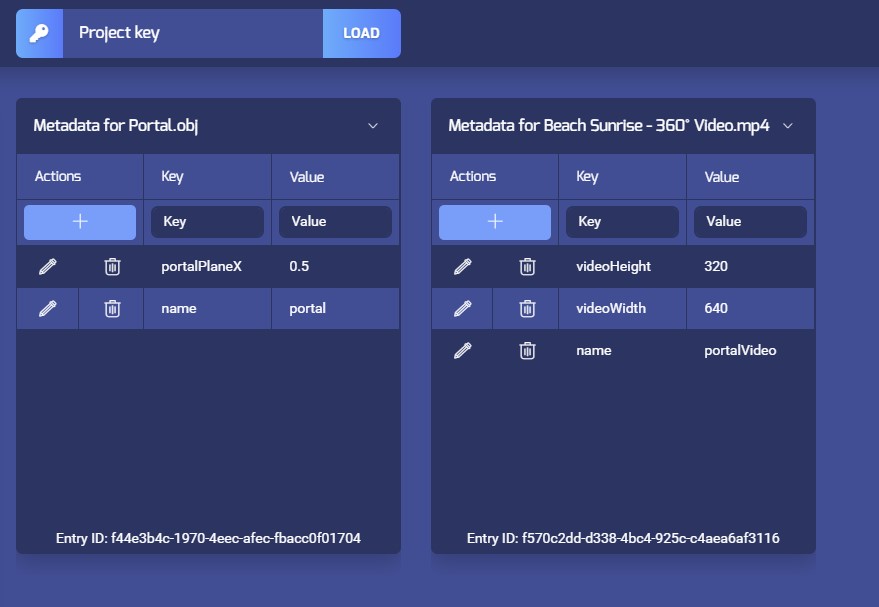 Project key LOAD
Metadata for Portal.obj
Actions Key Value
Key Value
portalPlaneX 0.5
name portal
Entry ID: f44e3b4c-1970-4eec-afec-fbacc0f01704
Metadata for Beach Sunrise - 360° Video.mp4
Actions Key Value
Key Value
videoHeight 320
videoWidth 640
name portalVideo
Entry ID: f570c2dd-d338-4bc4-925c-c4aea6af3116